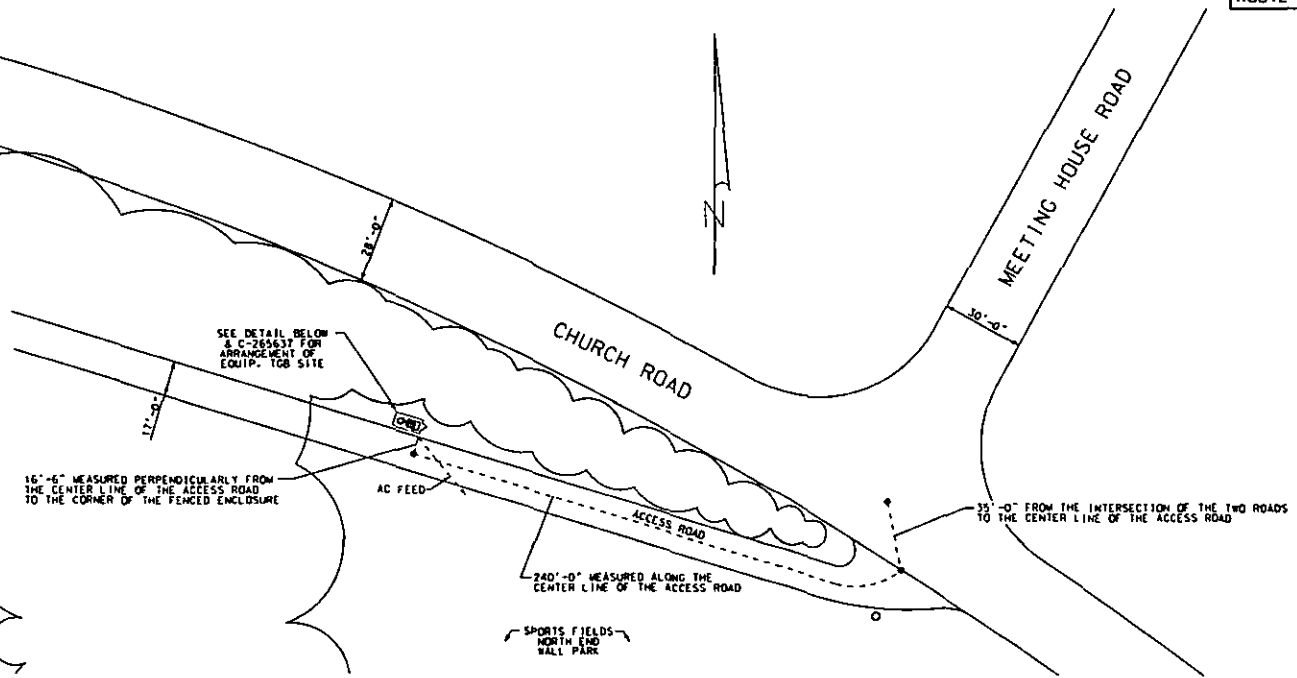 MEETING HOUSE ROAD
N
28'-0"
30'-0"
CHURCH ROAD
SEE DETAIL BELOW
& C-265637 FOR
ARRANGEMENT OF
EQUIP. TGB SITE
17'-0"
16'-6" MEASURED PERPENDICULARLY FROM
THE CENTER LINE OF THE ACCESS ROAD
TO THE CORNER OF THE FENCED ENCLOSURE
AC FEED
ACCESS ROAD
35'-0" FROM THE INTERSECTION OF THE TWO ROADS
TO THE CENTER LINE OF THE ACCESS ROAD
240'-0" MEASURED ALONG THE
CENTER LINE OF THE ACCESS ROAD
SPORTS FIELDS
NORTH END
WALL PARK